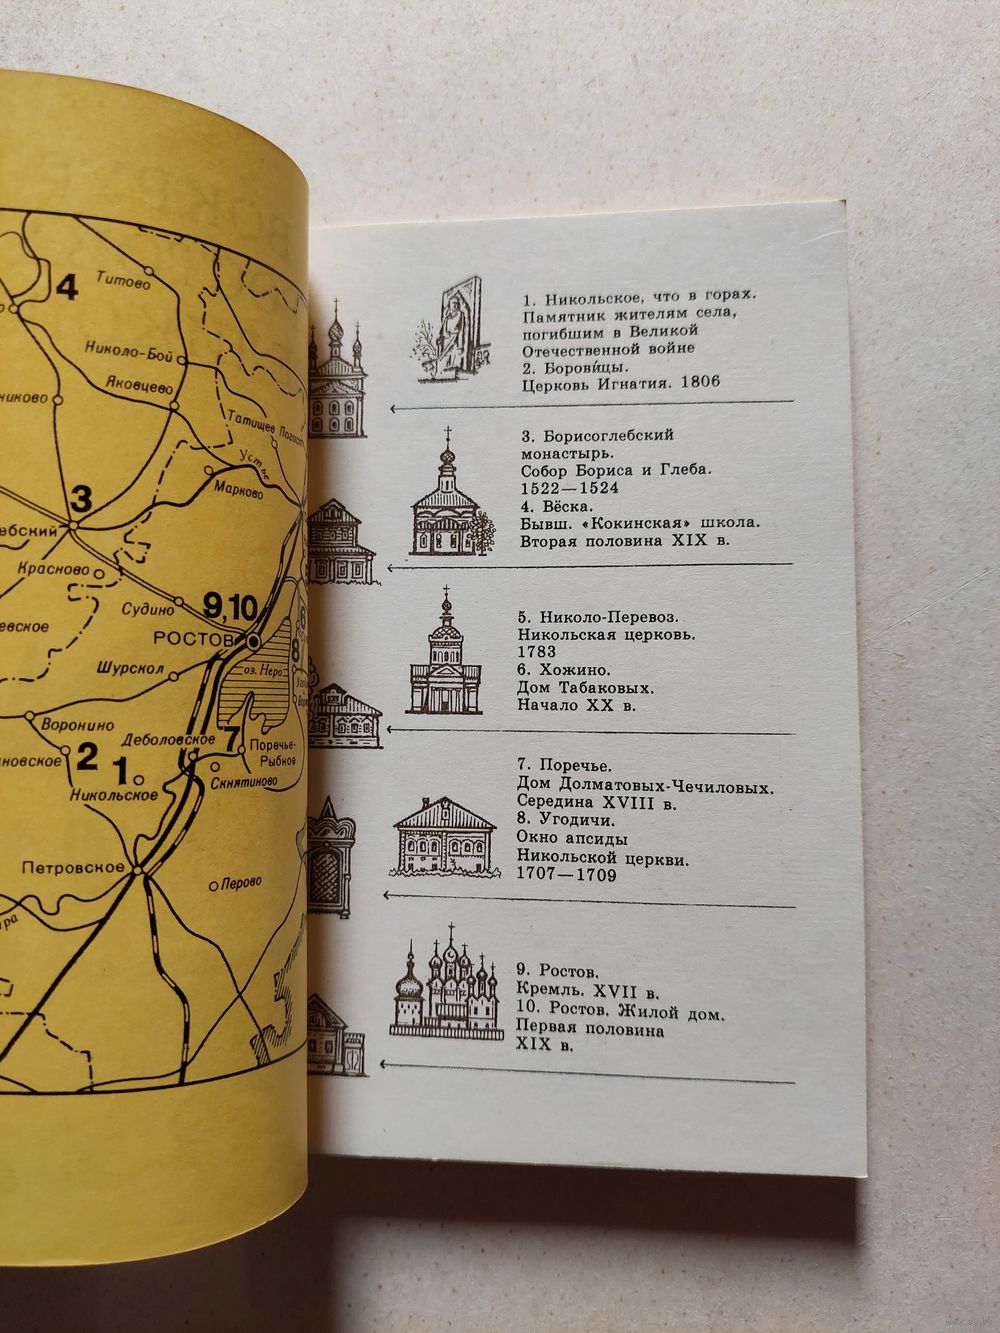 4
Титово
Николо-Бой
Яковцево
Татищев Погост
Устье
Марково
3
Красново
Судино
9,10
РОСТОВ
6
8
оз. Неро
Шурскол
Воронино
Деболовское
7
Поречье-
Рыбное
2
1
Никольское
Скнятиново
Петровское
Перово
1. Никольское, что в горах.
Памятник жителям села,
погибшим в Великой
Отечественной войне
2. Боровицы.
Церковь Игнатия. 1806
3. Борисоглебский
монастырь.
Собор Бориса и Глеба.
1522—1524
4. Вёска.
Бывш. «Кокинская» школа.
Вторая половина XIX в.
5. Николо-Перевоз.
Никольская церковь.
1783
6. Хожино.
Дом Табаковых.
Начало XX в.
7. Поречье.
Дом Долматовых-Чечиловых.
Середина XVIII в.
8. Угодичи.
Окно апсиды
Никольской церкви.
1707—1709
9. Ростов.
Кремль. XVII в.
10. Ростов. Жилой дом.
Первая половина
XIX в.
www.ay.by